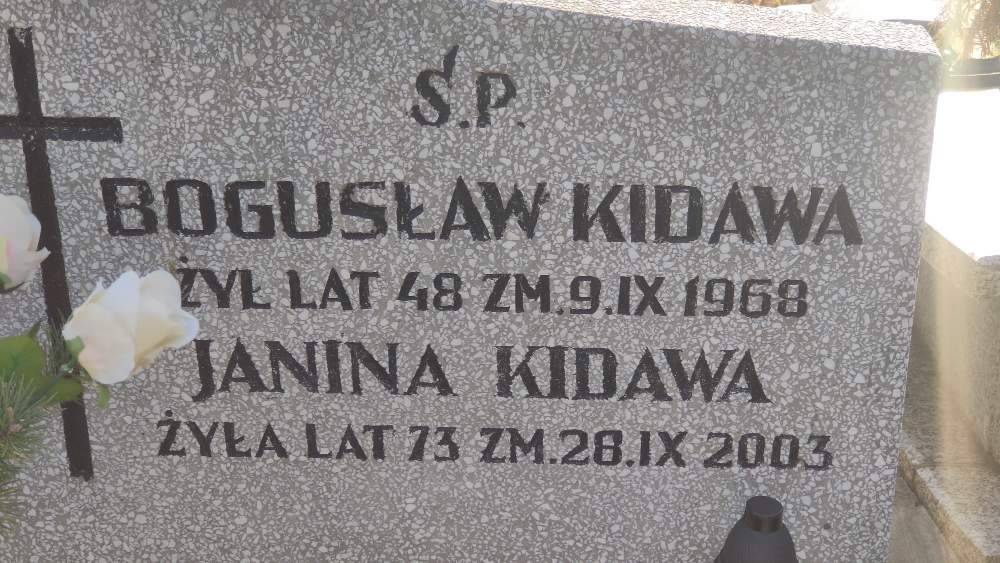 Ś.P.
BOGUSŁAW KIDAWA
ŻYŁ LAT 48 ZM.9.IX 1968
JANINA KIDAWA
ŻYŁA LAT 73 ZM.28.IX 2003